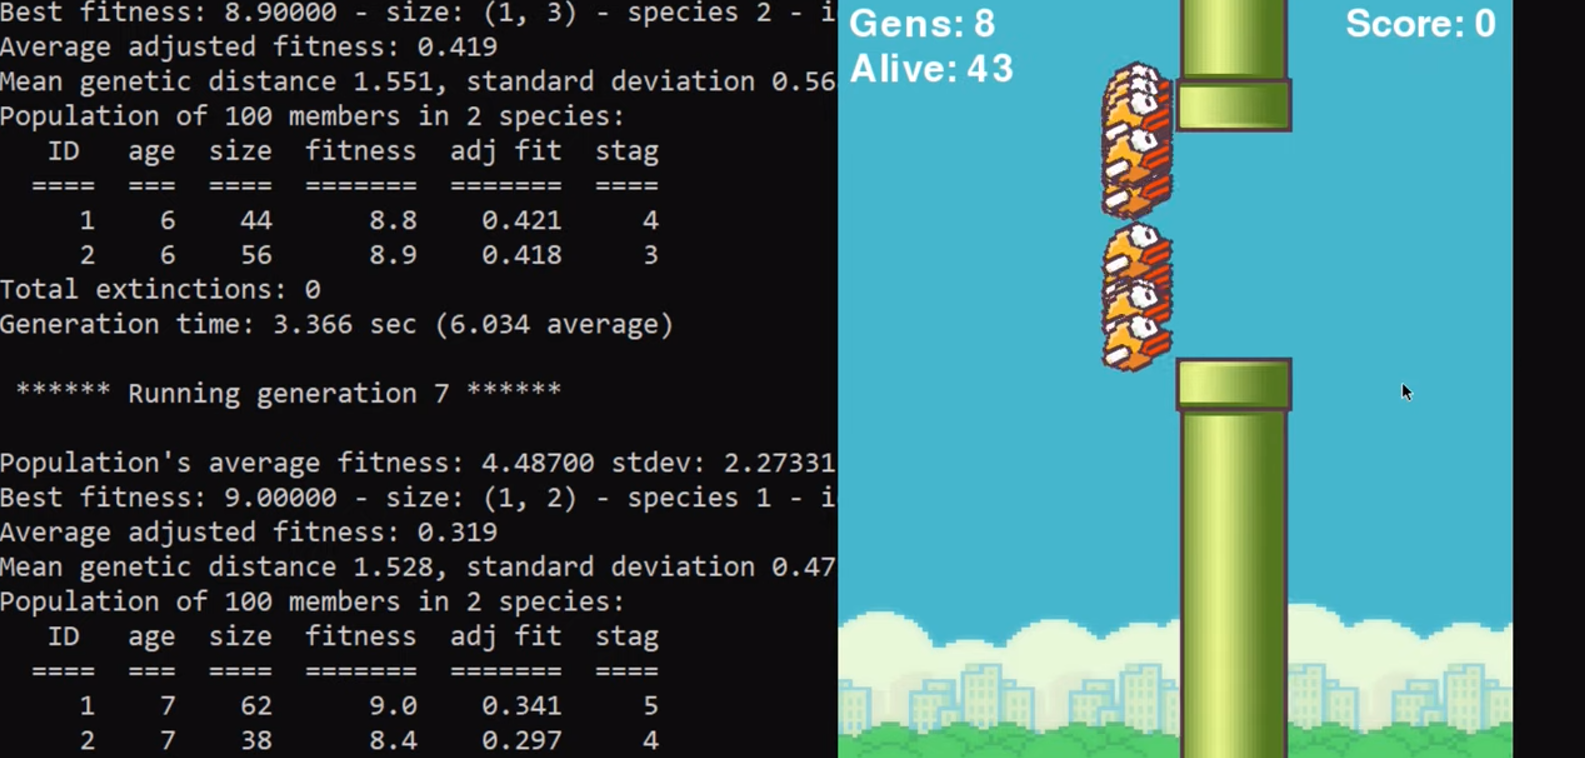 Best fitness: 8.90000 - size: (1, 3) - species 2 - i
Average adjusted fitness: 0.419
Mean genetic distance 1.551, standard deviation 0.56
Population of 100 members in 2 species:
ID age size fitness adj fit stag
==== === ==== ======= ======= ====
1 6 44 8.8 0.421 4
2 6 56 8.9 0.418 3
Total extinctions: 0
Generation time: 3.366 sec (6.034 average)
****** Running generation 7 ******
Population's average fitness: 4.48700 stdev: 2.27331
Best fitness: 9.00000 - size: (1, 2) - species 1 - i
Average adjusted fitness: 0.319
Mean genetic distance 1.528, standard deviation 0.47
Population of 100 members in 2 species:
ID age size fitness adj fit stag
==== === ==== ======= ======= ====
1 7 62 9.0 0.341 5
2 7 38 8.4 0.297 4
Gens: 8
Alive: 43
Score: 0